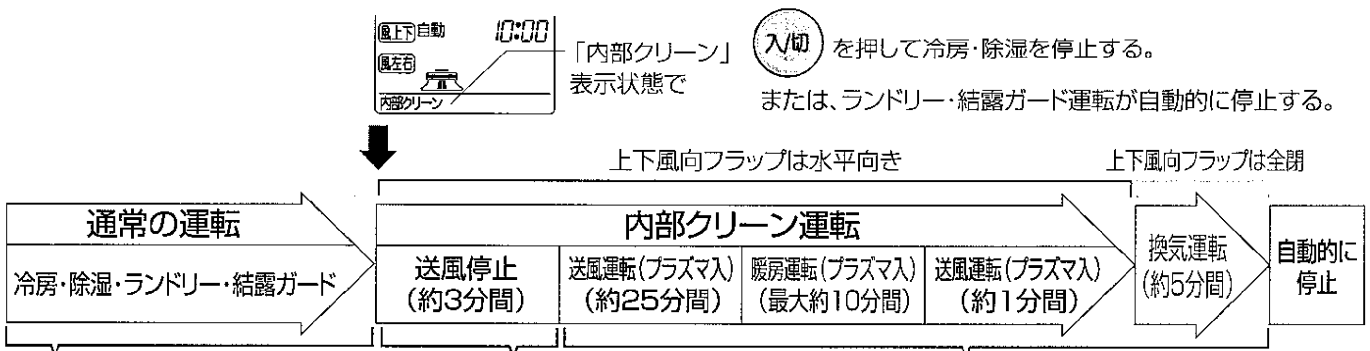 風上下 自動 10:00
風左右
内部クリーン
「内部クリーン」
表示状態で
入/切 を押して冷房・除湿を停止する。
または、ランドリー・結露ガード運転が自動的に停止する。
上下風向フラップは水平向き
上下風向フラップは全閉
通常の運転
冷房・除湿・ランドリー・結露ガード
内部クリーン運転
送風停止
(約3分間)
送風運転(プラズマ入)
(約25分間)
暖房運転(プラズマ入)
(最大約10分間)
送風運転(プラズマ入)
(約1分間)
換気運転
(約5分間)
自動的に
停止